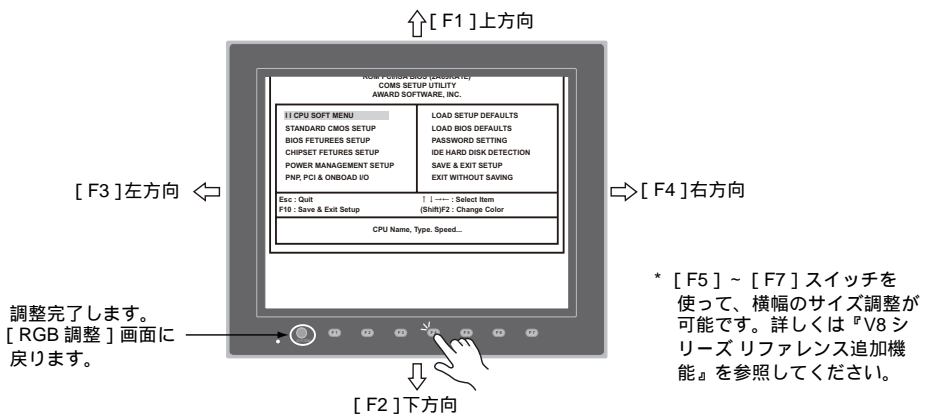 [ F1 ]上方向
COMS SETUP UTILITY
AWARD SOFTWARE, INC.
I I CPU SOFT MENU
STANDARD CMOS SETUP
BIOS FETUREES SETUP
CHIPSET FETURES SETUP
POWER MANAGEMENT SETUP
PNP, PCI & ONBOAD I/O
LOAD SETUP DEFAULTS
LOAD BIOS DEFAULTS
PASSWORD SETTING
IDE HARD DISK DETECTION
SAVE & EXIT SETUP
EXIT WITHOUT SAVING
Esc : Quit
F10 : Save & Exit Setup
↑ ↓ →← : Select Item
(Shift)F2 : Change Color
CPU Name, Type. Speed...
[ F3 ]左方向
[ F4 ]右方向
調整完了します。
[ RGB 調整 ] 画面に
戻ります。
F1 F2 F3 F5 F6 F7
[ F2 ]下方向
* [ F5 ] ~ [ F7 ] スイッチを
使って、横幅のサイズ調整が
可能です。詳しくは『V8 シ
リーズ リファレンス追加機
能』を参照してください。